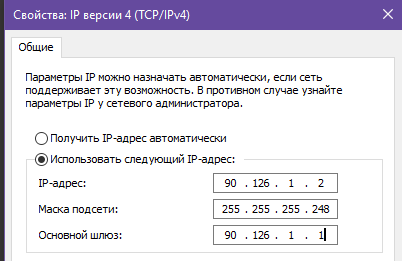 Свойства: IP версии 4 (TCP/IPv4)
Общие
Параметры IP можно назначать автоматически, если сеть
поддерживает эту возможность. В противном случае узнайте
параметры IP у сетевого администратора.
Получить IP-адрес автоматически
Использовать следующий IP-адрес:
IP-адрес: 90 . 126 . 1 . 2
Маска подсети: 255 . 255 . 255 . 248
Основной шлюз: 90 . 126 . 1 . 1